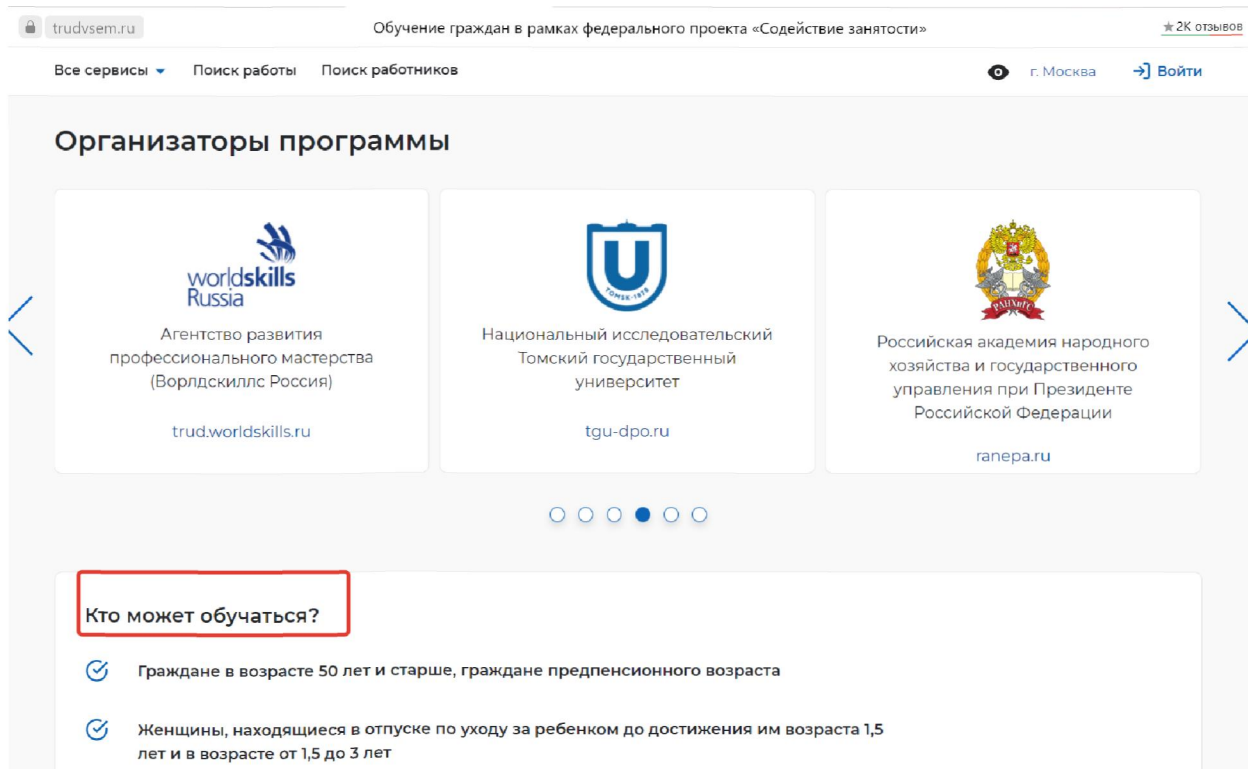 trudvsem.ru
Обучение граждан в рамках федерального проекта «Содействие занятости»
2К отзывов
Все сервисы
Поиск работы
Поиск работников
г. Москва
Войти
Организаторы программы
worldskills
Russia
Агентство развития
профессионального мастерства
(Ворлдскиллс Россия)
trud.worldskills.ru
U
TOMSK-1878
Национальный исследовательский
Томский государственный
университет
tgu-dpo.ru
РАНХиГС
Российская академия народного
хозяйства и государственного
управления при Президенте
Российской Федерации
ranepa.ru
Кто может обучаться?
Граждане в возрасте 50 лет и старше, граждане предпенсионного возраста
Женщины, находящиеся в отпуске по уходу за ребенком до достижения им возраста 1,5
лет и в возрасте от 1,5 до 3 лет